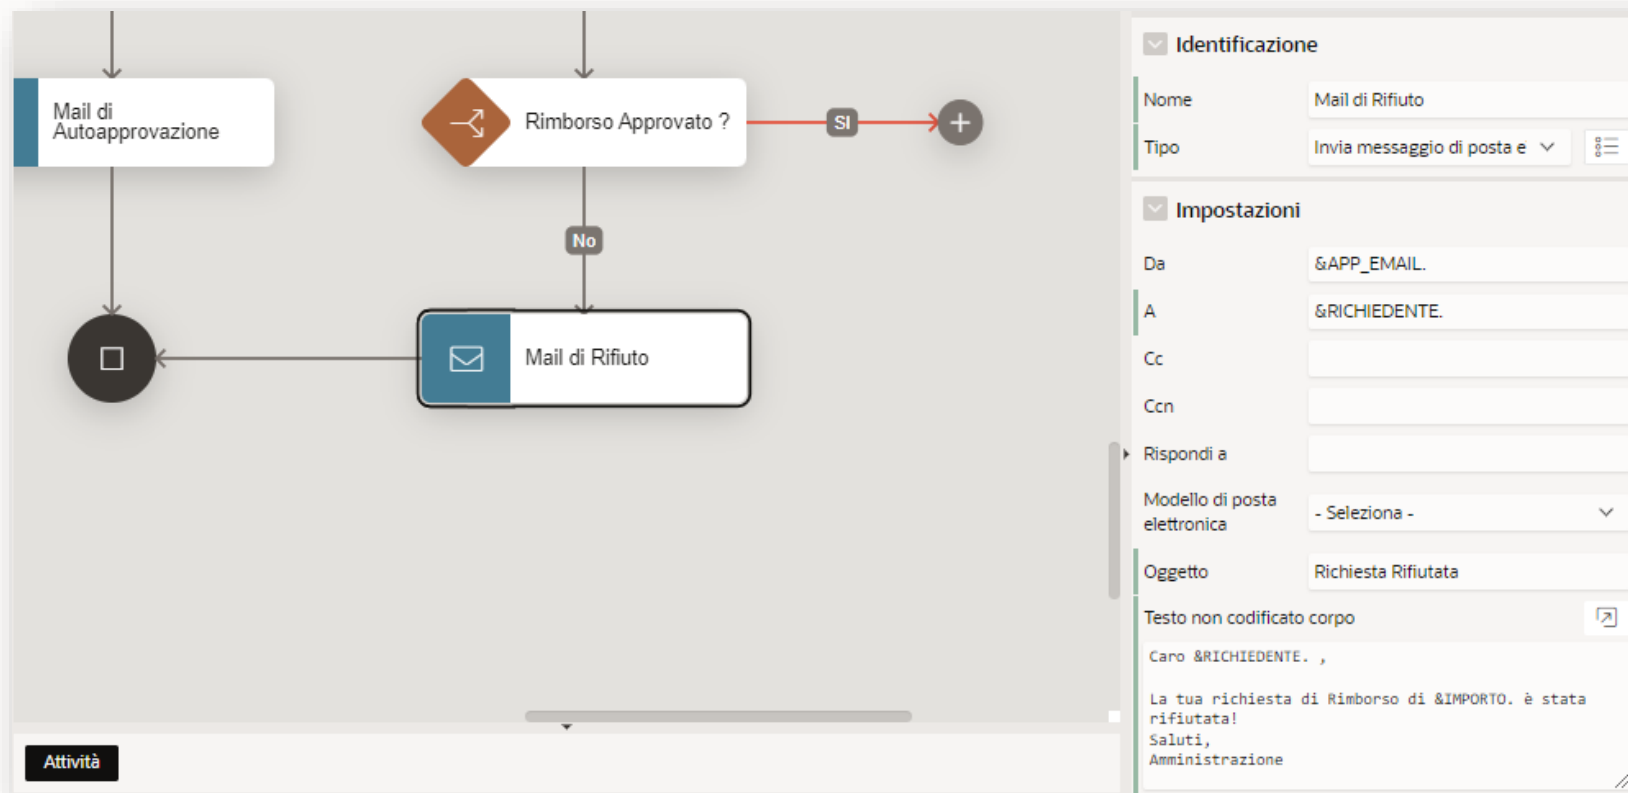 Mail di
Autoapprovazione
Rimborso Approvato ?
SI
No
Mail di Rifiuto
Attività
Identificazione
Nome
Mail di Rifiuto
Tipo
Invia messaggio di posta e
Impostazioni
Da
&APP_EMAIL.
A
&RICHIEDENTE.
Cc
Ccn
Rispondi a
Modello di posta
elettronica
- Seleziona -
Oggetto
Richiesta Rifiutata
Testo non codificato corpo
Caro &RICHIEDENTE. ,
La tua richiesta di Rimborso di &IMPORTO. è stata
rifiutata!
Saluti,
Amministrazione